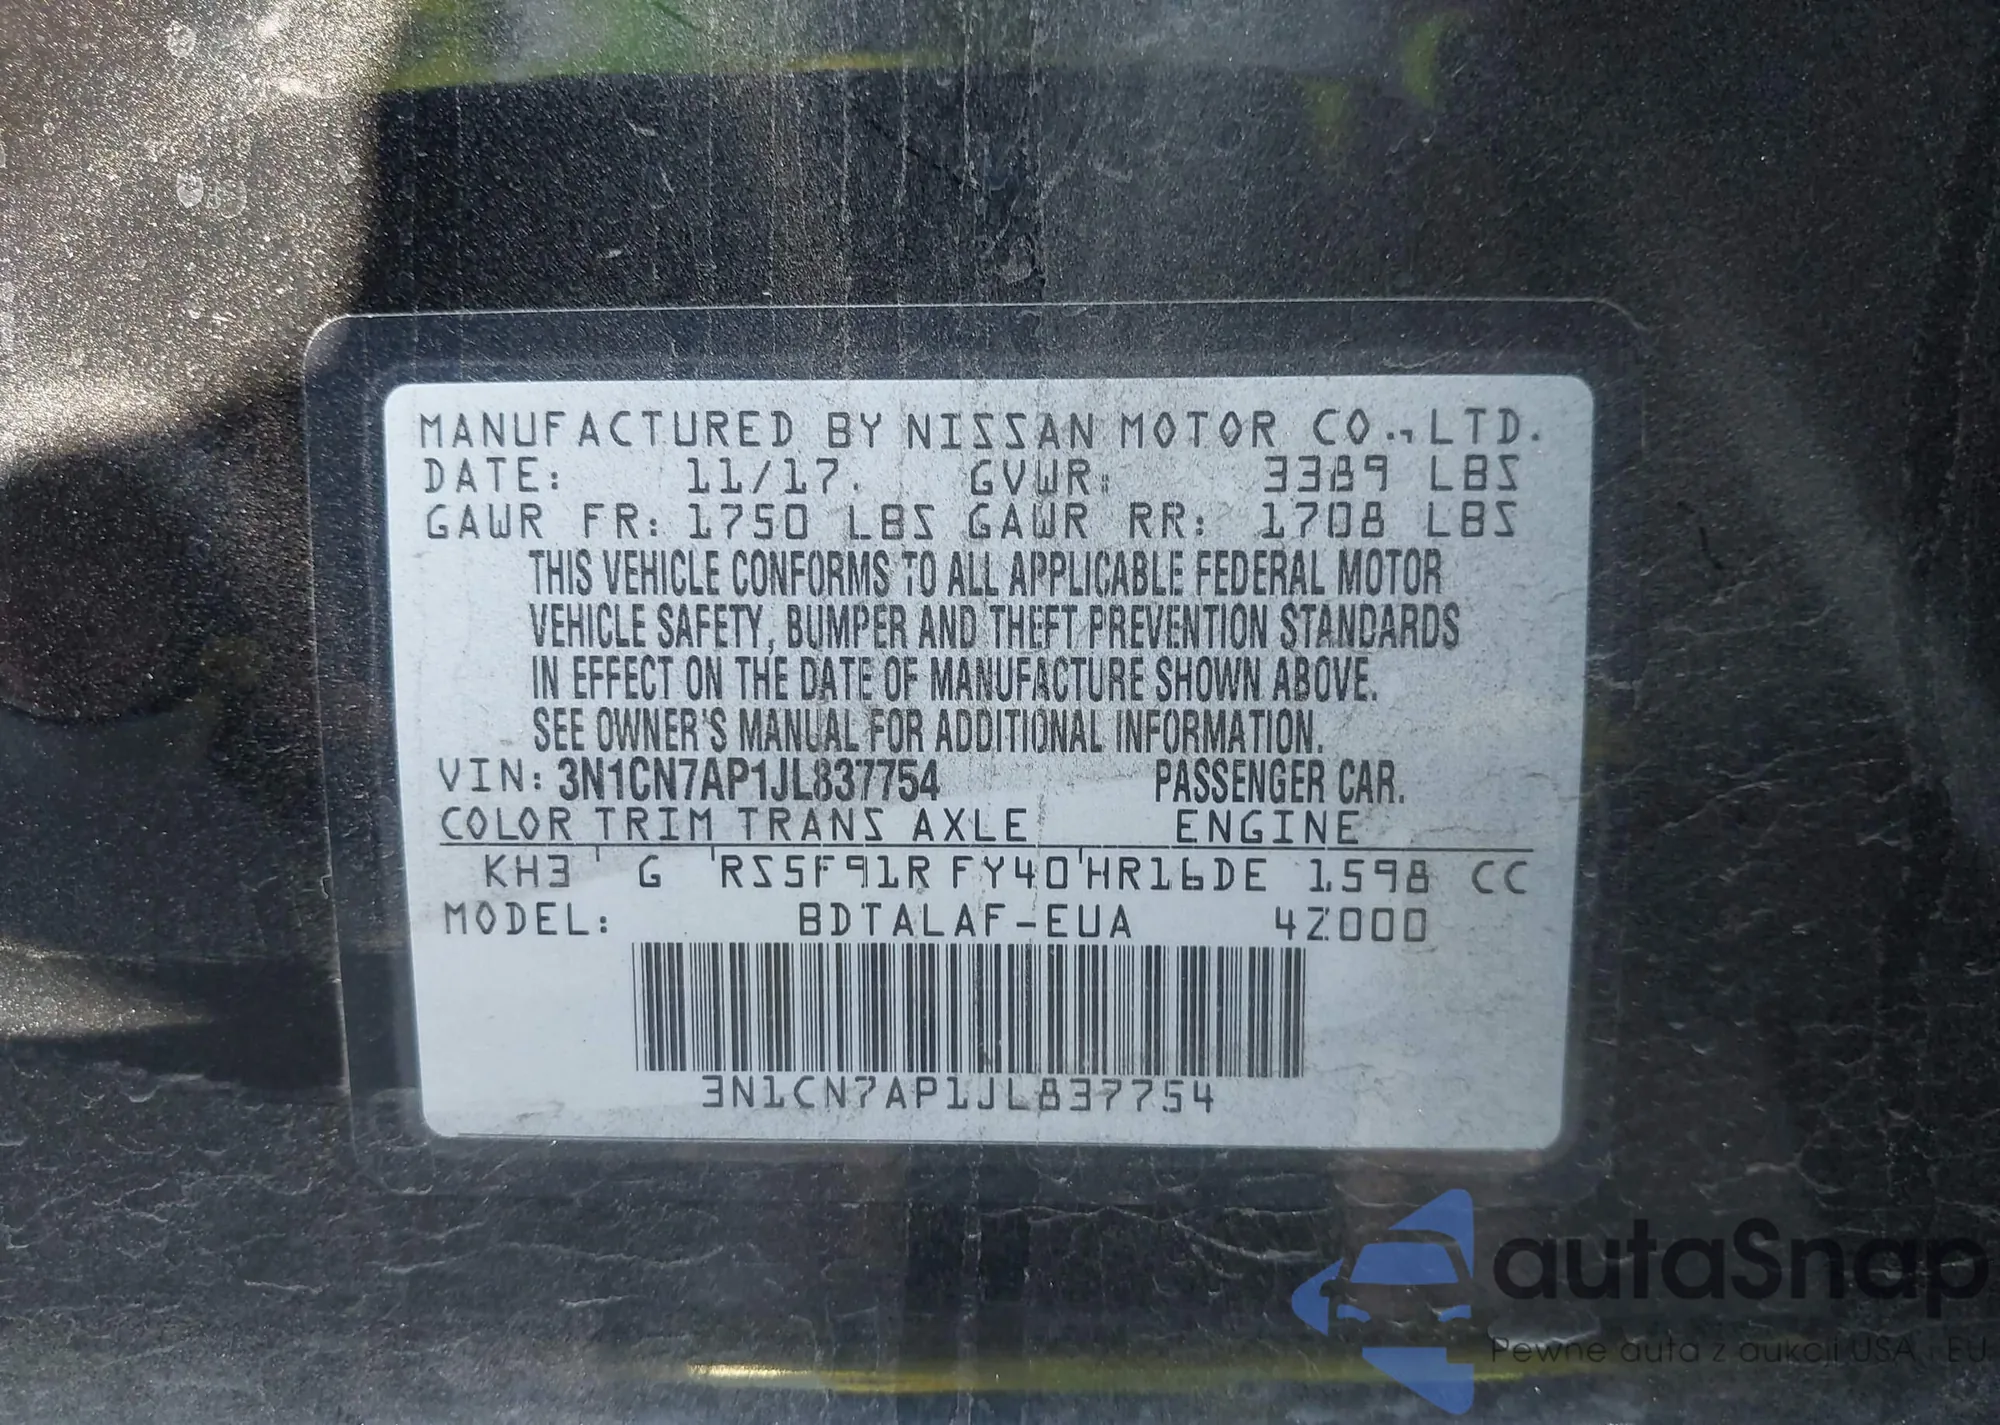 MANUFACTURED BY NISSAN MOTOR CO., LTD.
DATE: 11/17. GVWR: 3389 LBS
GAWR FR: 1750 LBS GAWR RR: 1708 LBS
THIS VEHICLE CONFORMS TO ALL APPLICABLE FEDERAL MOTOR
VEHICLE SAFETY, BUMPER AND THEFT PREVENTION STANDARDS
IN EFFECT ON THE DATE OF MANUFACTURE SHOWN ABOVE.
SEE OWNER'S MANUAL FOR ADDITIONAL INFORMATION.
VIN: 3N1CN7AP1JL837754 PASSENGER CAR.
COLOR TRIM TRANS AXLE ENGINE
KH3 ' G 'RS5F91R FY40'HR16DE 1598 CC
MODEL: BDTALAF-EUA 4Z000
3N1CN7AP1JL837754
autaSnap
Pewne auta z aukcji USA i EU